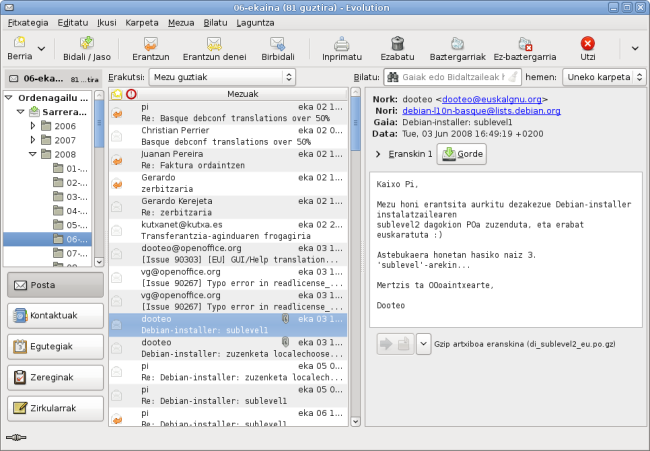 06-ekaina (81 guztira) - Evolution
Fitxategia Editatu Ikusi Karpeta Mezua Bilatu Laguntza
Berria Bidali / Jaso Erantzun Erantzun denei Birbidali Inprimatu Ezabatu Baztergarriak Ez-baztergarria Utzi
06-eka... 81 ...tira
Erakutsi: Mezu guztiak
Bilatu: Gaiak edo Bidaltzaileak hemen: Uneko karpeta
Ordenagailu ...
Sarrera...
2006
2007
2008
01-...
02-...
03-...
04-...
05-...
06-...
07-...
Posta
Kontaktuak
Egutegiak
Zereginak
Zirkularrak
Mezuak
pi eka 02 1...
Re: Basque debconf translations over 50%
Christian Perrier eka 02 0...
Basque debconf translations over 50%
Juanan Pereira eka 02 1...
Re: Faktura ordaintzen
Gerardo eka 02 1...
zerbitzaria
Gerardo Kerejeta eka 02 1...
Re: zerbitzaria
kutxanet@kutxa.es eka 02 2...
Transferantzia-aginduaren frogagiria
dooteo@openoffice.org eka 03 1...
[Issue 90303] [EU] GUI/Help translation...
vg@openoffice.org eka 03 1...
[Issue 90267] Typo error in readlicense_...
vg@openoffice.org eka 03 1...
[Issue 90267] Typo error in readlicense_...
dooteo eka 03 1...
Debian-installer: sublevel1
dooteo eka 03 1...
Debian-installer: zuzenketa localechoose...
pi eka 05 0...
Re: Debian-installer: zuzenketa localech...
pi eka 05 0...
Re: Debian-installer: sublevel1
pi eka 06 1...
Re: Debian-installer: sublevel1
Nork: dooteo <dooteo@euskalgnu.org>
Nori: debian-l10n-basque@lists.debian.org
Gaia: Debian-installer: sublevel1
Data: Tue, 03 Jun 2008 16:49:19 +0200
Eranskin 1 Gorde
Kaixo Pi,
Mezu honi erantsita aurkitu dezakezue Debian-installer
instalatzailearen
sublevel2 dagokion POa zuzenduta, eta erabat
euskaratuta :)
Astebukaera honetan hasiko naiz 3.
'sublevel'-arekin...
Mertzis ta OOoaintxearte,
Dooteo
Gzip artxiboa eranskina (di_sublevel2_eu.po.gz)